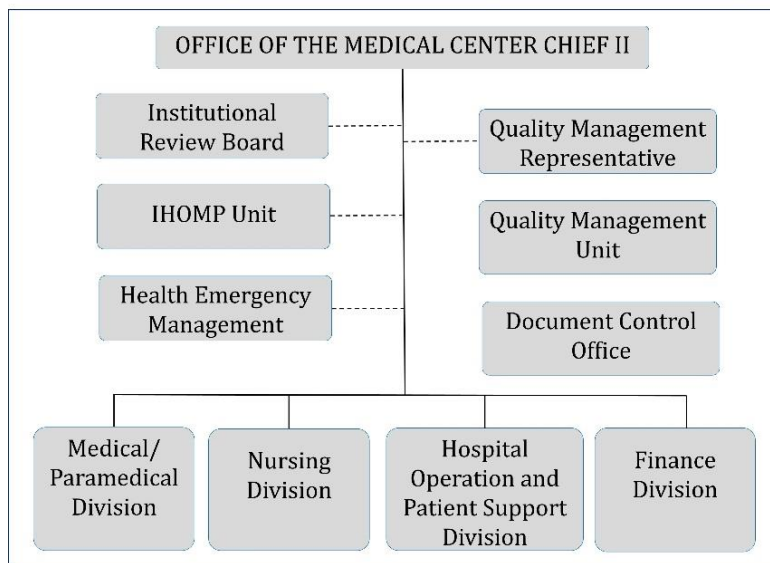 OFFICE OF THE MEDICAL CENTER CHIEF II
Institutional
Review Board
Quality Management
Representative
IHOMP Unit
Quality Management
Unit
Health Emergency
Management
Document Control
Office
Medical/
Paramedical
Division
Nursing
Division
Hospital
Operation and
Patient Support
Division
Finance
Division